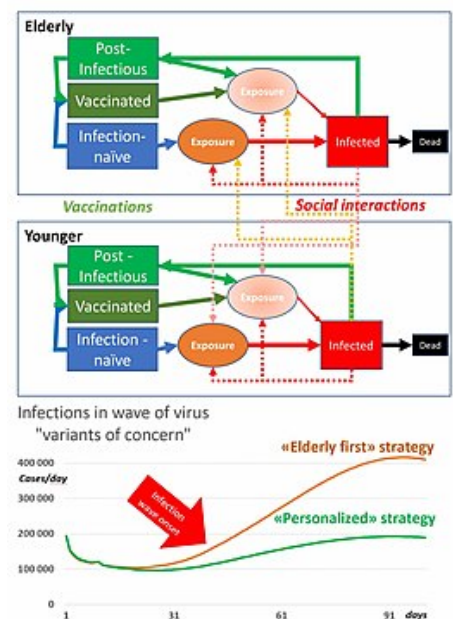 Elderly
Post-
Infectious
Vaccinated
Infection-
naïve
Exposure
Exposure
Infected
Dead
Vaccinations
Social interactions
Younger
Post -
Infectious
Vaccinated
Infection -
naïve
Exposure
Exposure
Infected
Dead
Infections in wave of virus
"variants of concern"
«Elderly first» strategy
400 000
Cases/day
300 000
Infection
wave onset
«Personalized» strategy
200 000
100 000
0
1 31 61 91 days